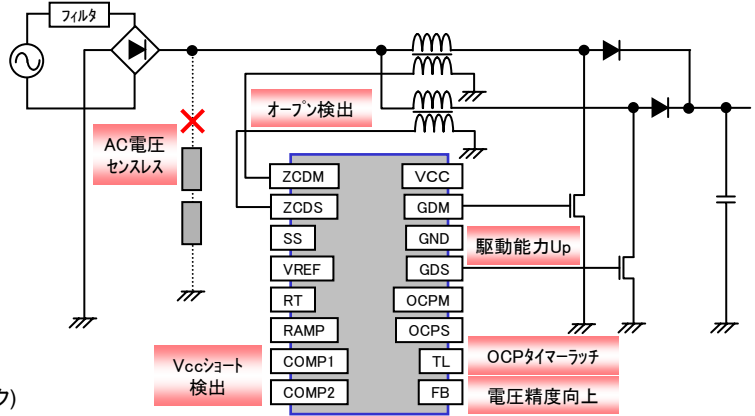 フィルタ
オープン検出
AC電圧
センスレス
ZCDM
VCC
ZCDS
GDM
SS
GND
駆動能力Up
VREF
GDS
RT
OCPM
RAMP
OCPS
Vccショート
検出
COMP1
TL
OCPタイマーラッチ
COMP2
FB
電圧精度向上
ク)